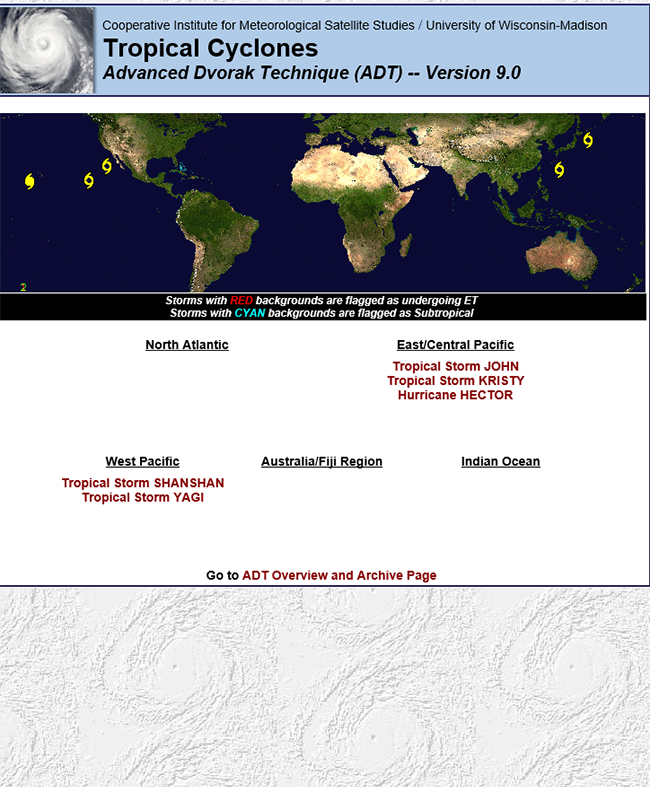 Cooperative Institute for Meteorological Satellite Studies / University of Wisconsin-Madison
Tropical Cyclones
Advanced Dvorak Technique (ADT) -- Version 9.0
2
Storms with RED backgrounds are flagged as undergoing ET
Storms with CYAN backgrounds are flagged as Subtropical
North Atlantic
East/Central Pacific
Tropical Storm JOHN
Tropical Storm KRISTY
Hurricane HECTOR
West Pacific
Tropical Storm SHANSHAN
Tropical Storm YAGI
Australia/Fiji Region
Indian Ocean
Go to ADT Overview and Archive Page